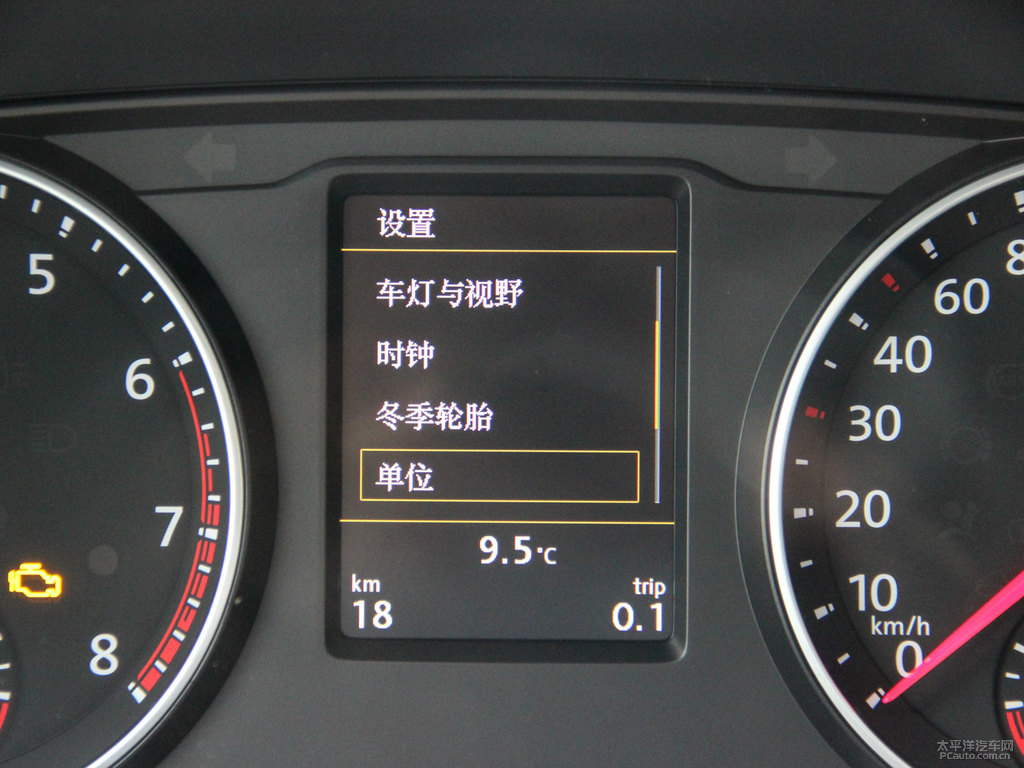 设置
车灯与视野
时钟
冬季轮胎
单位
9.5°C
km
trip
18
0.1
5
6
7
8
8
60
40
30
20
10
km/h
0
太平洋汽车网
PCauto.com.cn